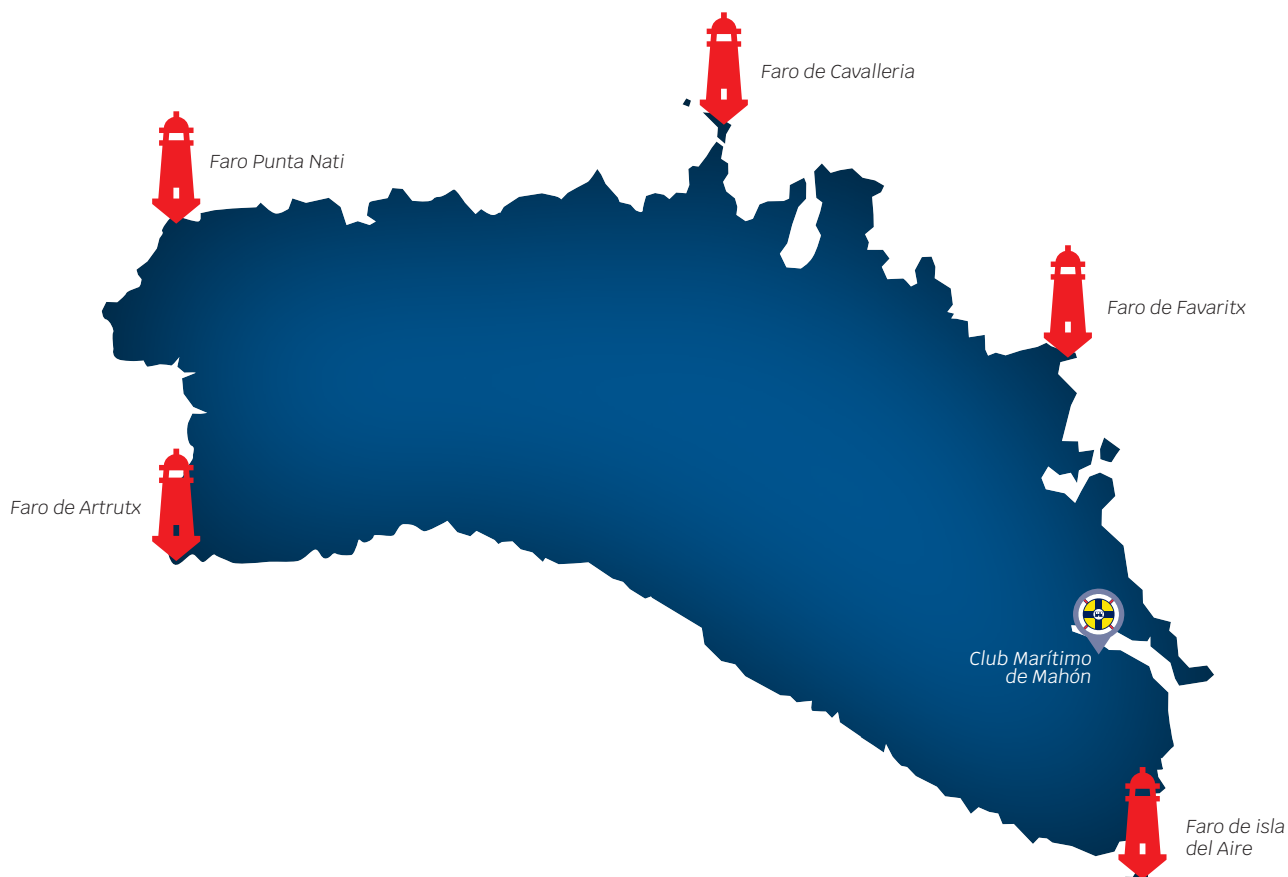 Faro de Cavalleria
Faro Punta Nati
Faro de Favaritx
Faro de Artrutx
Club Marítimo
de Mahón
Faro de isla
del Aire